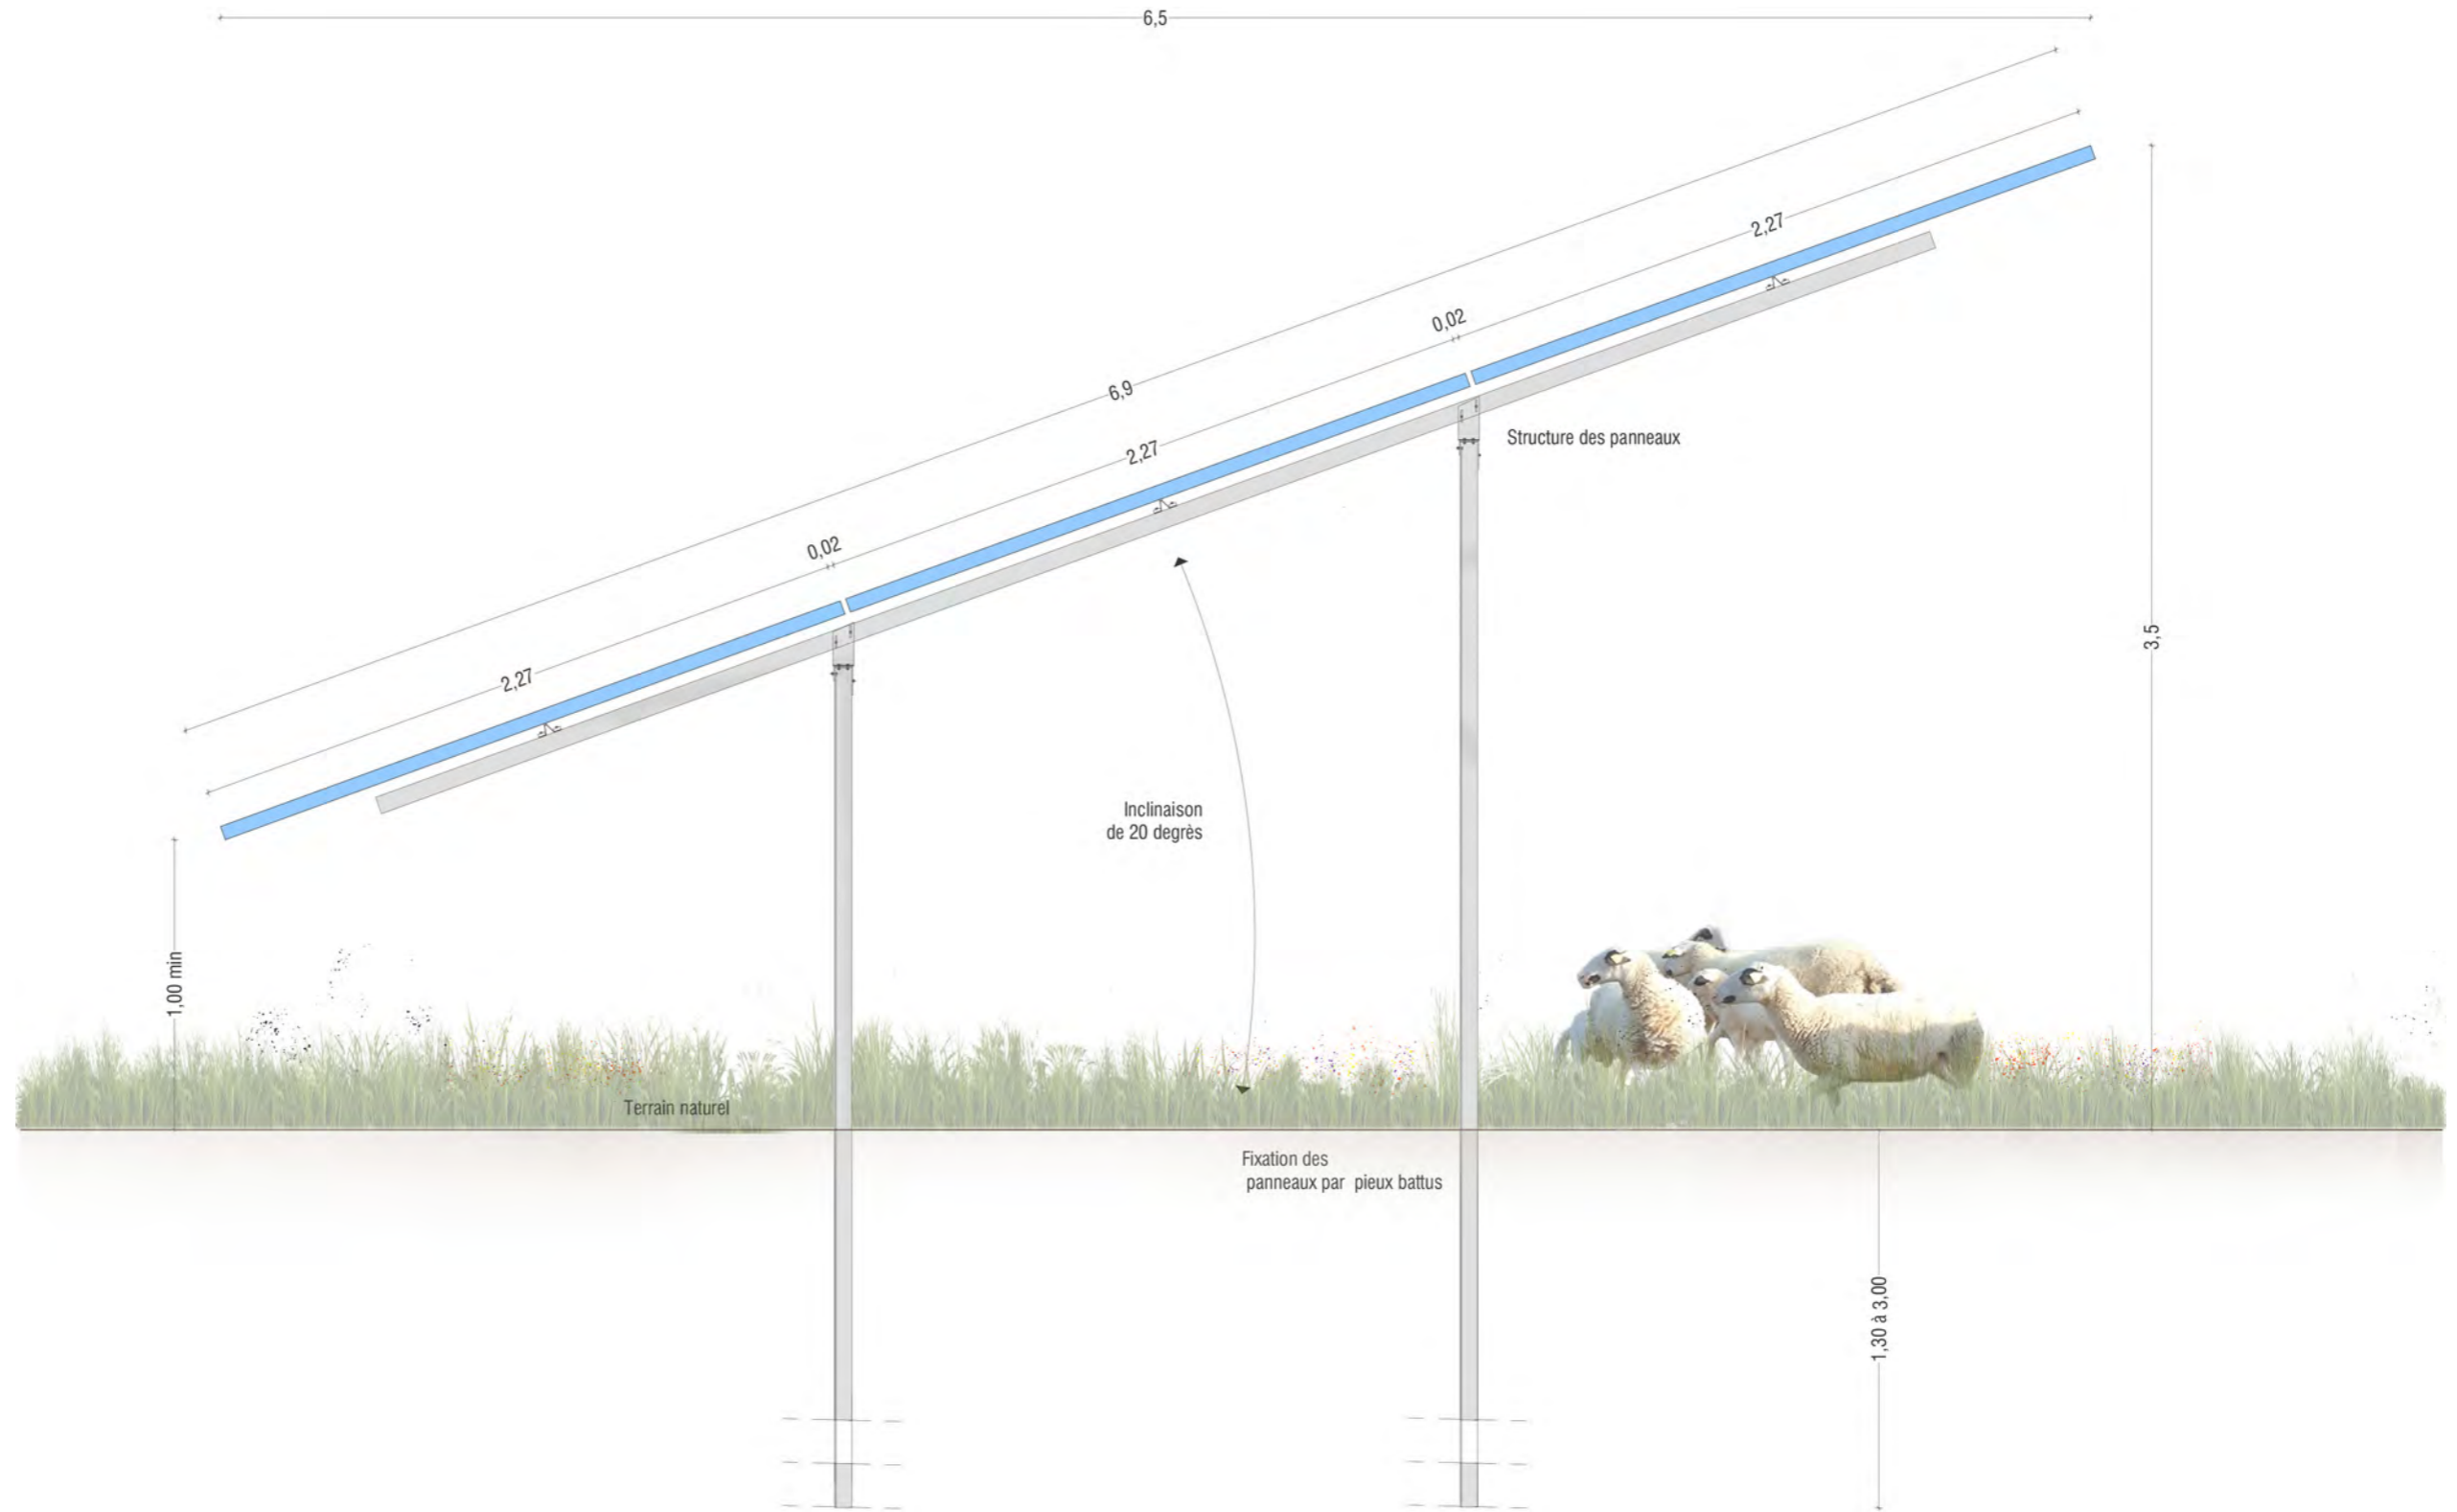 6,5
2,27
0,02
6,9
0,02
2,27
Structure des panneaux
2,27
3,5
Inclinaison
de 20 degrès
1,00 min
Terrain naturel
Fixation des
panneaux par pieux battus
1,30 à 3,00